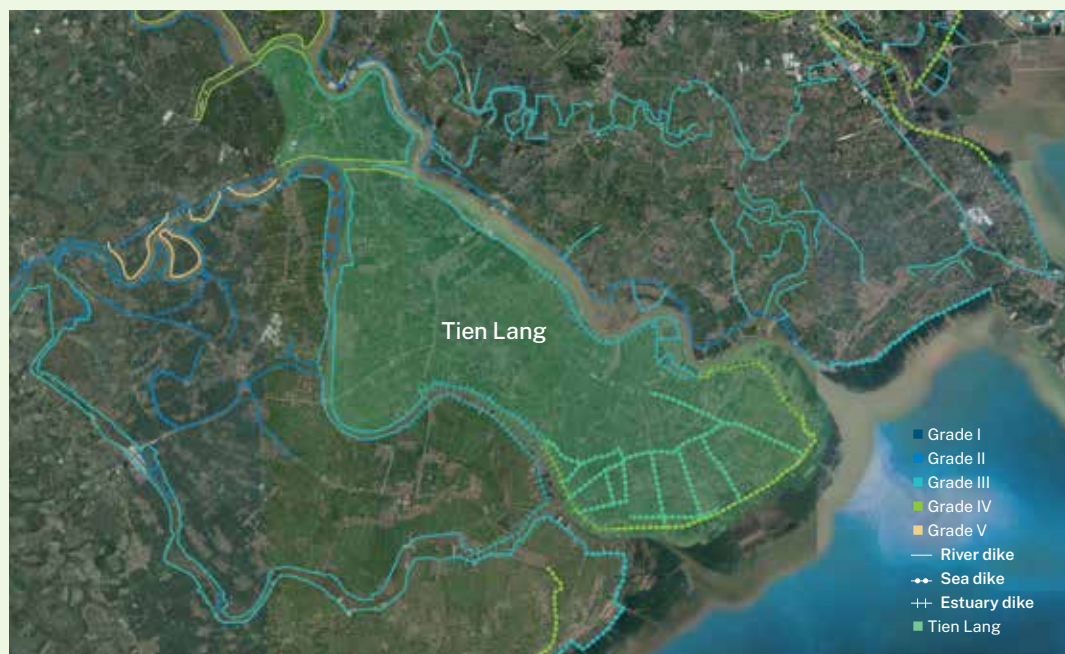 Tien Lang
Grade I
Grade II
Grade III
Grade IV
Grade V
River dike
Sea dike
Estuary dike
Tien Lang